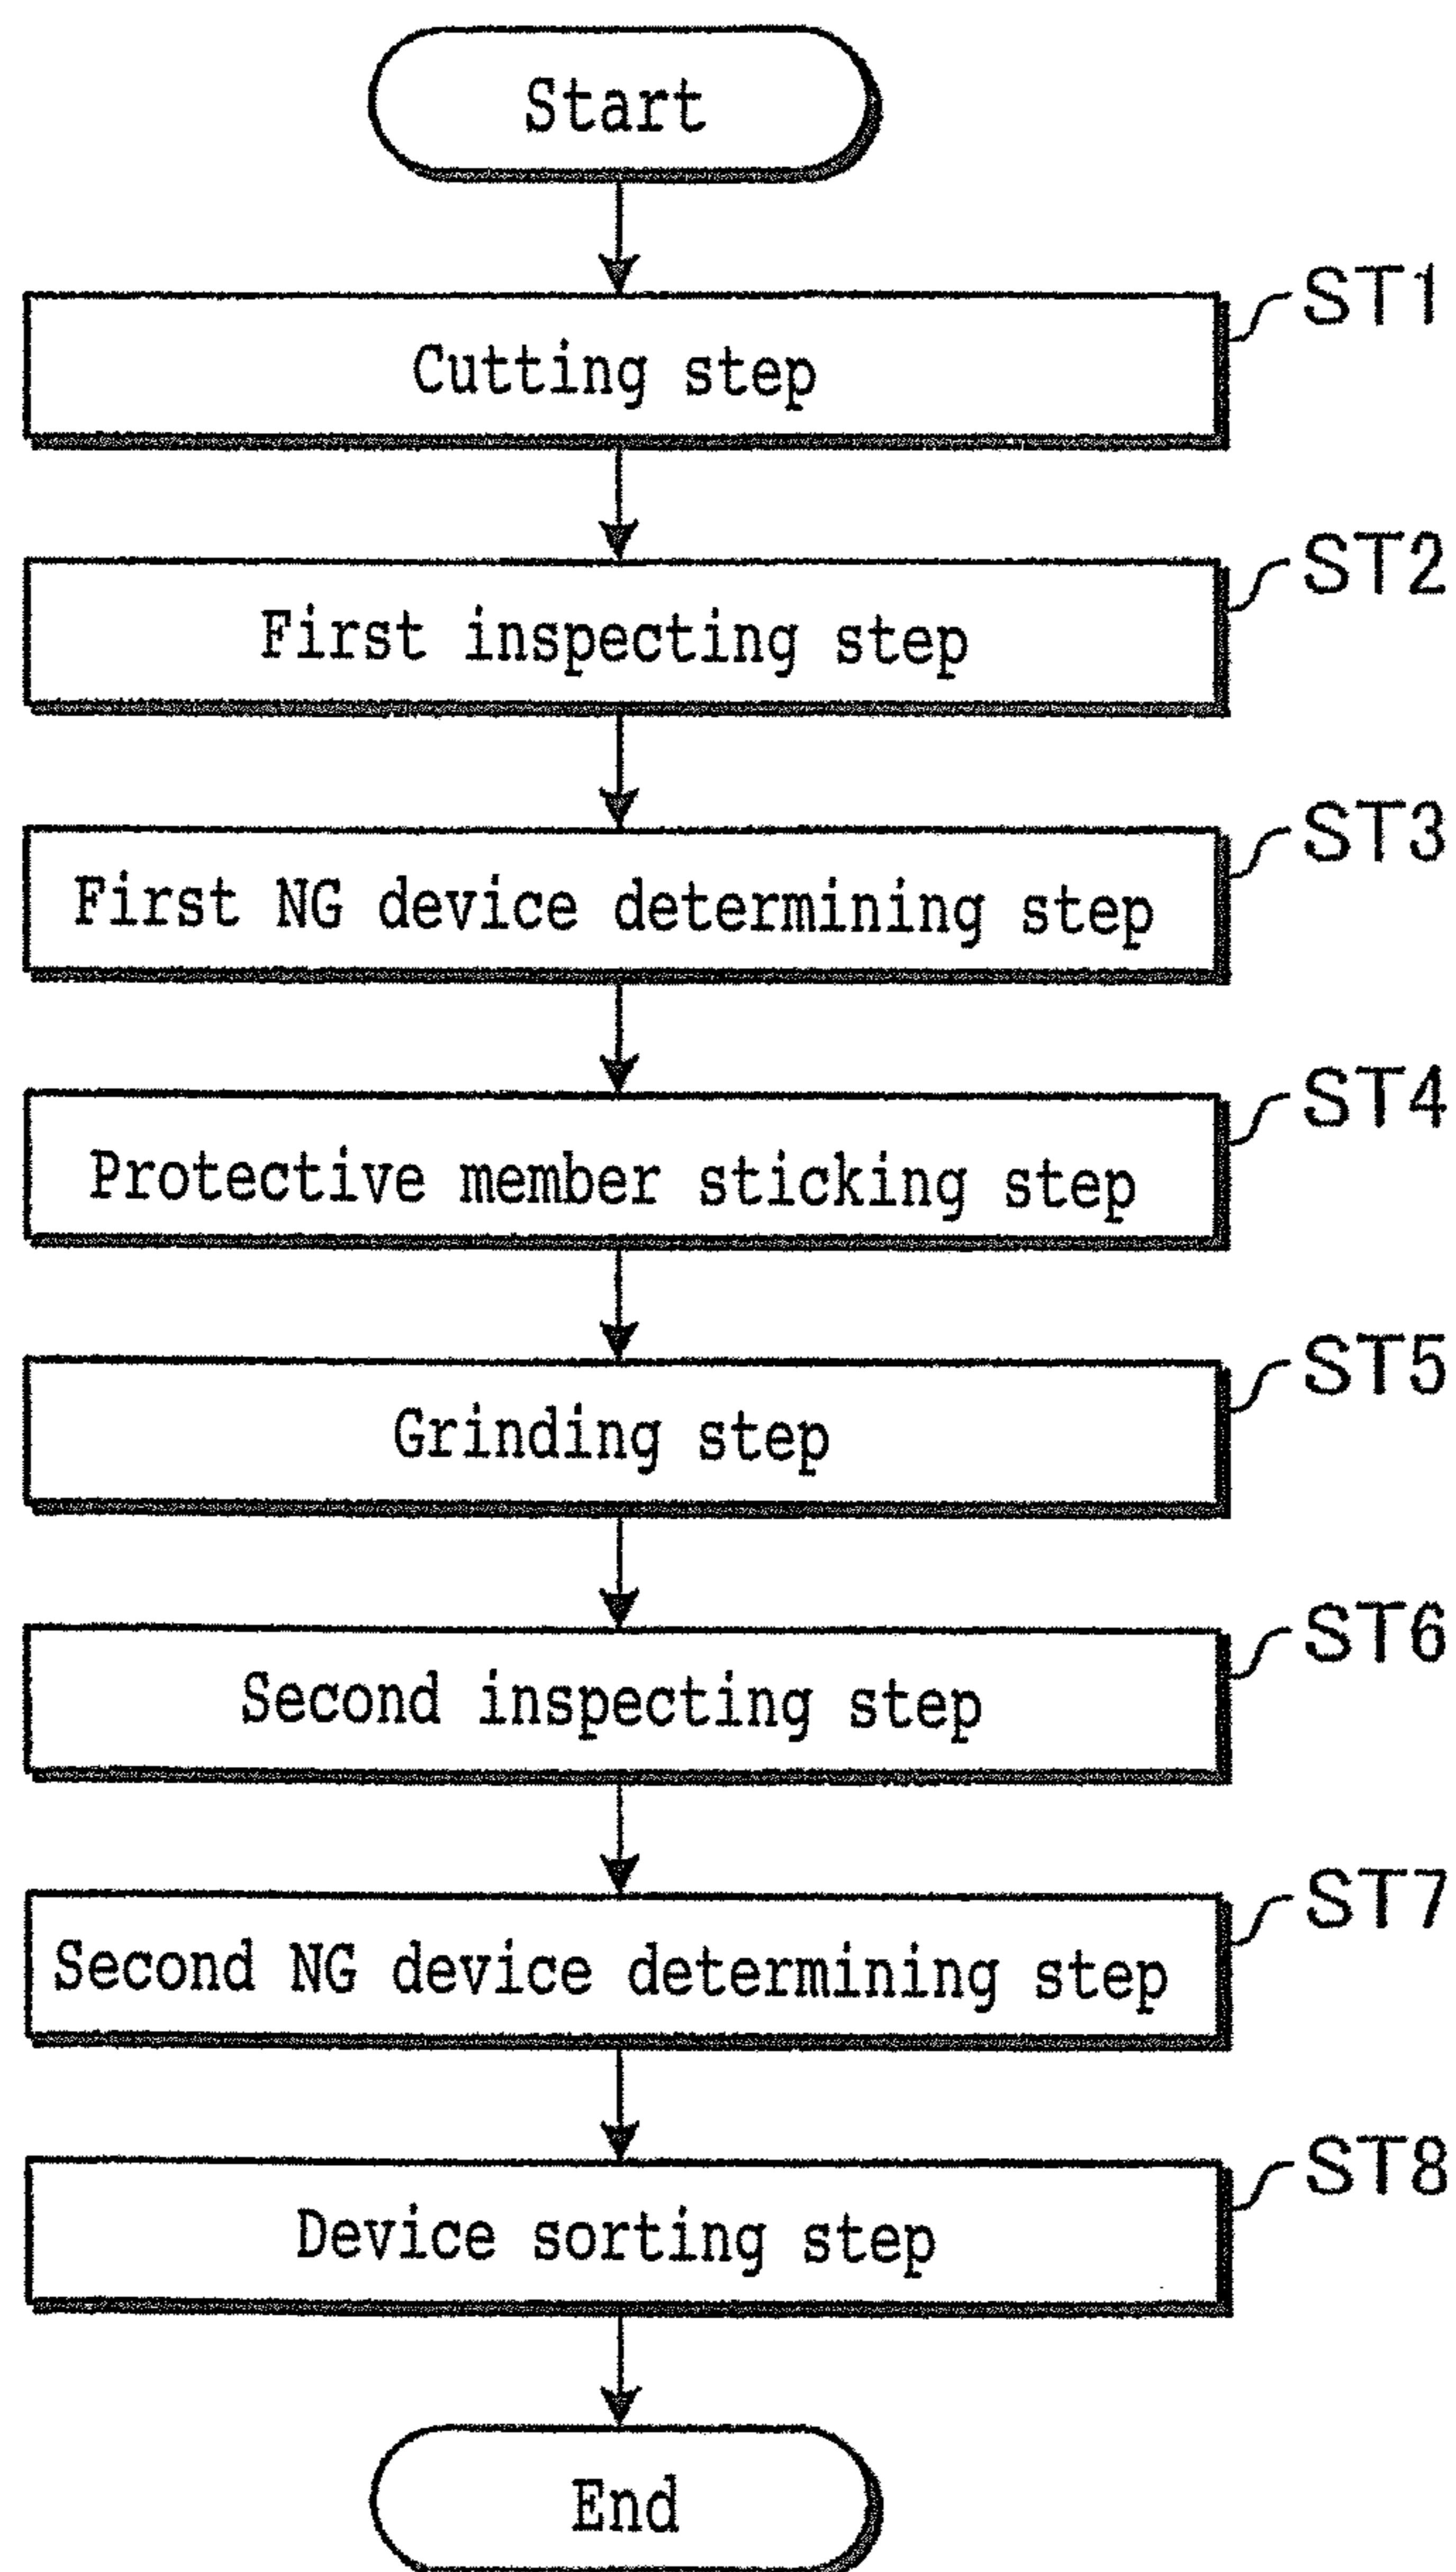 Start
Cutting step
ST1
First inspecting step
ST2
First NG device determining step
ST3
Protective member sticking step
ST4
Grinding step
ST5
Second inspecting step
ST6
Second NG device determining step
ST7
Device sorting step
ST8
End